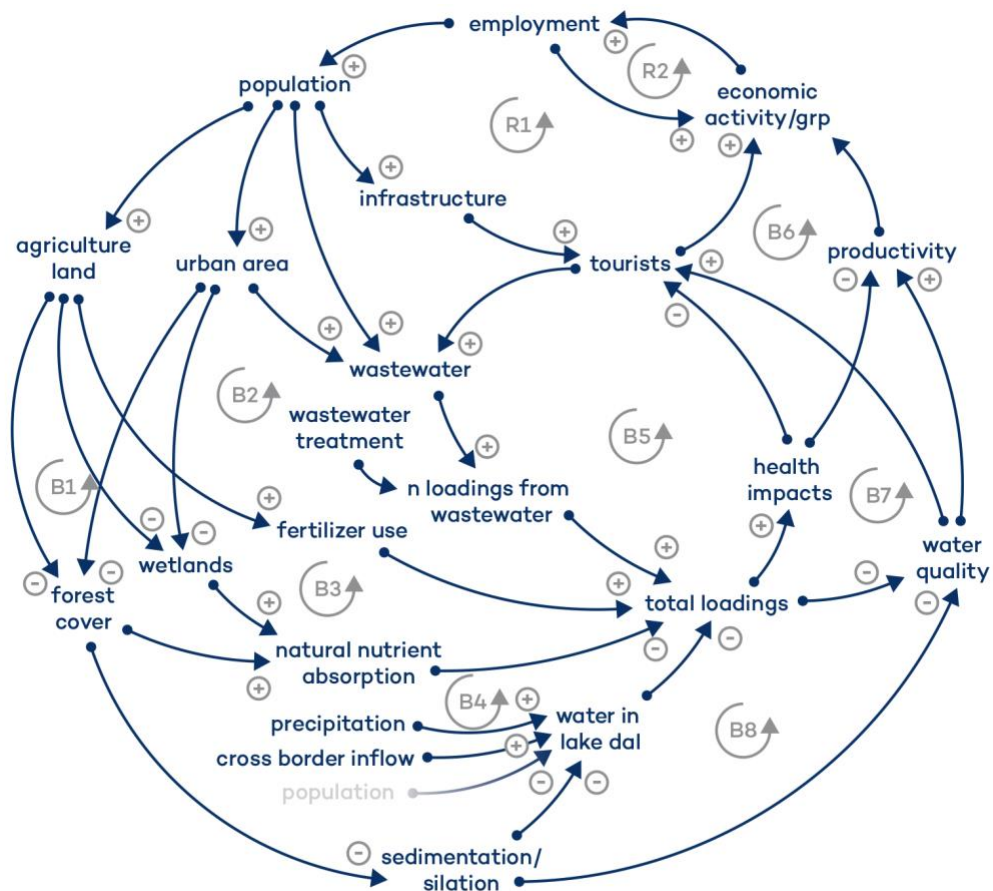 employment
+
R2
+
population
economic
activity/grp
R1
+
+
+
infrastructure
+
agriculture
land
+
urban area
+
tourists
+
B6
productivity
-
+
-
+
+
+
wastewater
B2
wastewater
treatment
+
B5
health
impacts
B7
B1
n loadings from
wastewater
+
+
fertilizer use
-
-
+
water
quality
wetlands
-
-
forest
cover
B3
+
+
total loadings
-
-
natural nutrient
absorption
-
-
+
B4
+
precipitation
water in
lake dal
B8
cross border inflow
+
population
-
-
-
sedimentation/
silation